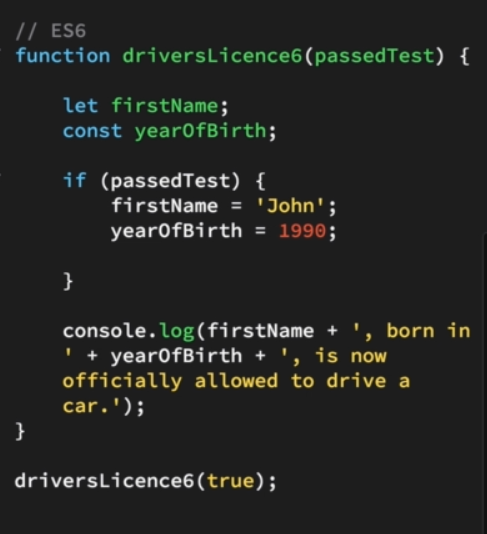 // ES6
function driversLicence6(passedTest) {
let firstName;
const yearOfBirth;
if (passedTest) {
firstName = 'John';
yearOfBirth = 1990;
}
console.log(firstName + ', born in
' + yearOfBirth + ', is now
officially allowed to drive a
car.');
}
driversLicence6(true);